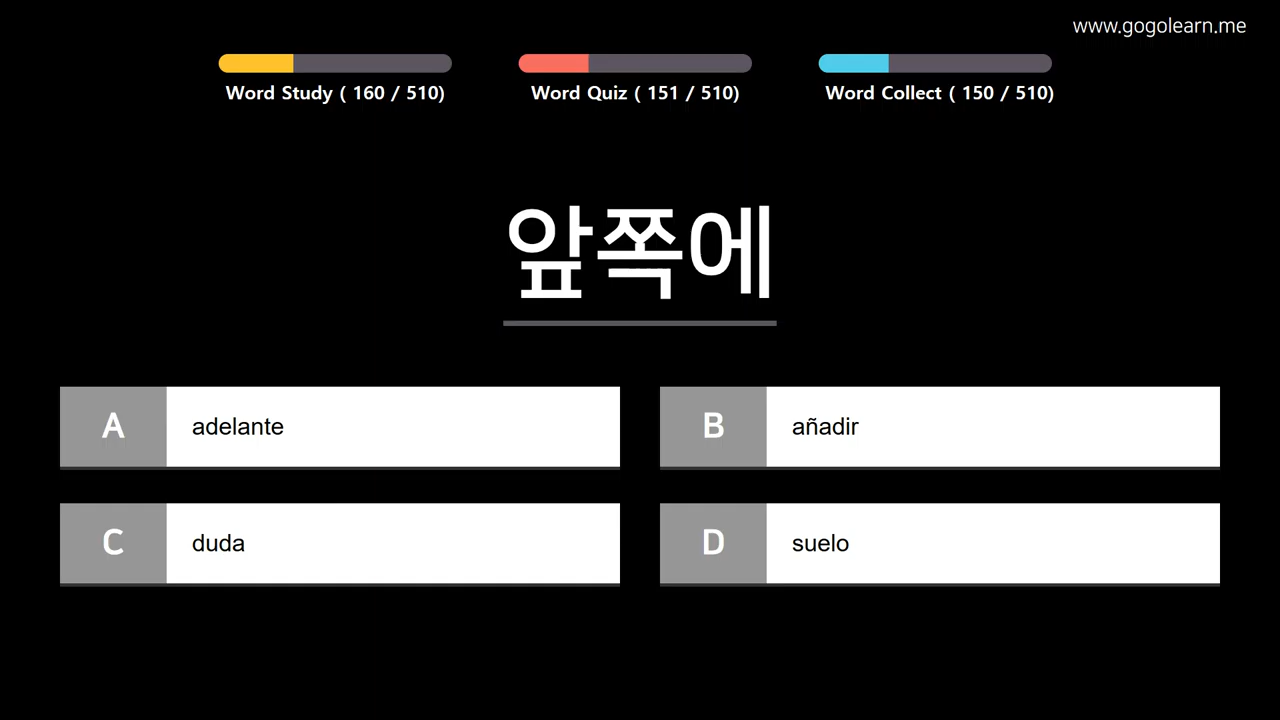 www.gogolearn.me
Word Study ( 160 / 510)
Word Quiz ( 151 / 510)
Word Collect ( 150 / 510)
앞쪽에
A adelante
B añadir
C duda
D suelo